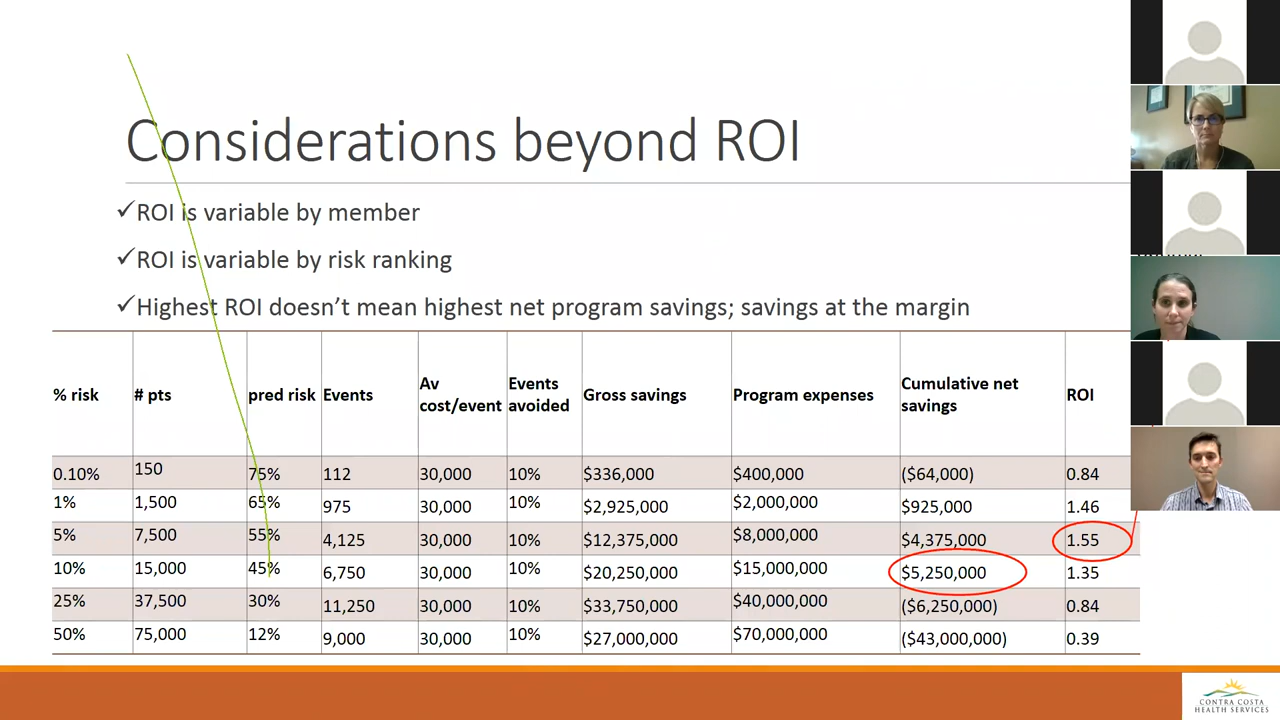 Considerations beyond ROI
✓ROI is variable by member
✓ROI is variable by risk ranking
✓Highest ROI doesn't mean highest net program savings; savings at the margin
% risk # pts pred risk Events Av cost/event Events avoided Gross savings Program expenses Cumulative net savings ROI
0.10% 150 75% 112 30,000 10% $336,000 $400,000 ($64,000) 0.84
1% 1,500 65% 975 30,000 10% $2,925,000 $2,000,000 $925,000 1.46
5% 7,500 55% 4,125 30,000 10% $12,375,000 $8,000,000 $4,375,000 1.55
10% 15,000 45% 6,750 30,000 10% $20,250,000 $15,000,000 $5,250,000 1.35
25% 37,500 30% 11,250 30,000 10% $33,750,000 $40,000,000 ($6,250,000) 0.84
50% 75,000 12% 9,000 30,000 10% $27,000,000 $70,000,000 ($43,000,000) 0.39
CONTRA COSTA
HEALTH SERVICES